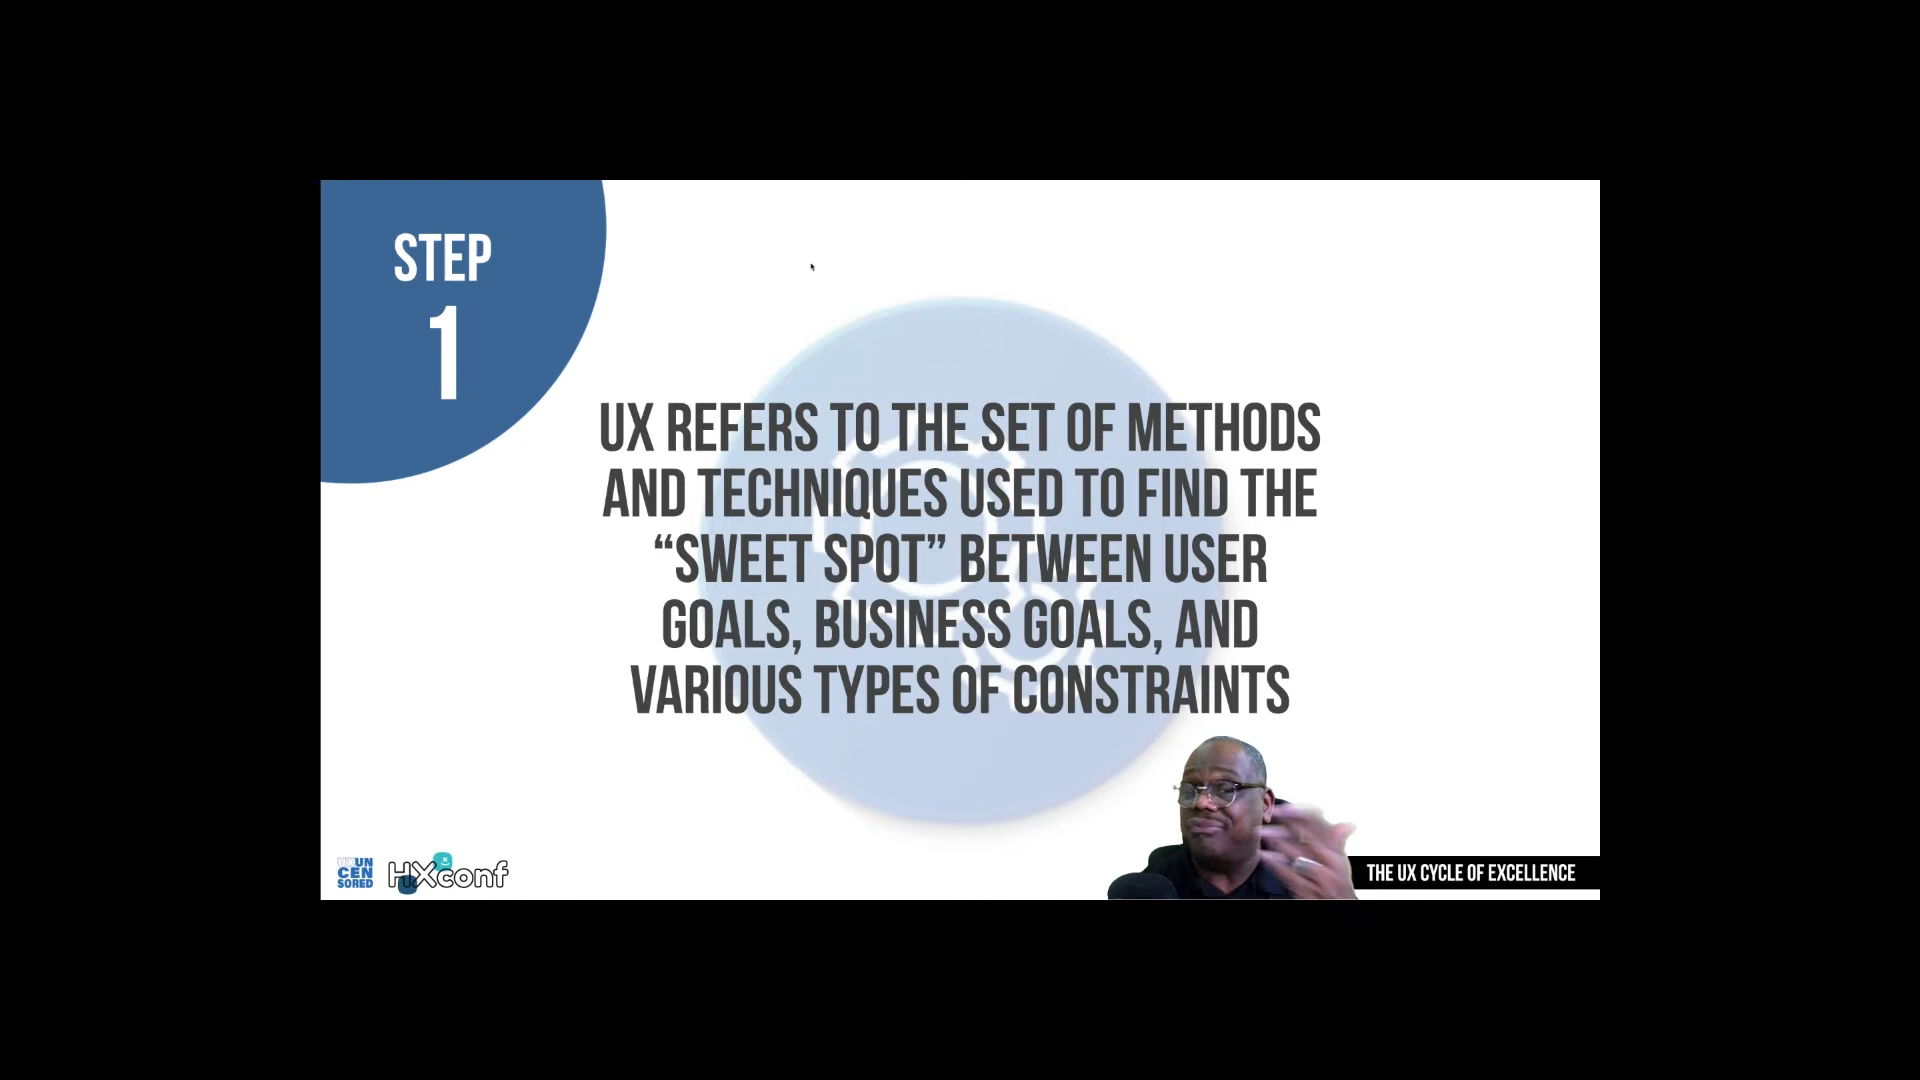 STEP
1
UX REFERS TO THE SET OF METHODS
AND TECHNIQUES USED TO FIND THE
“SWEET SPOT” BETWEEN USER
GOALS, BUSINESS GOALS, AND
VARIOUS TYPES OF CONSTRAINTS
UXUN
CEN
SORED
HXconf
THE UX CYCLE OF EXCELLENCE